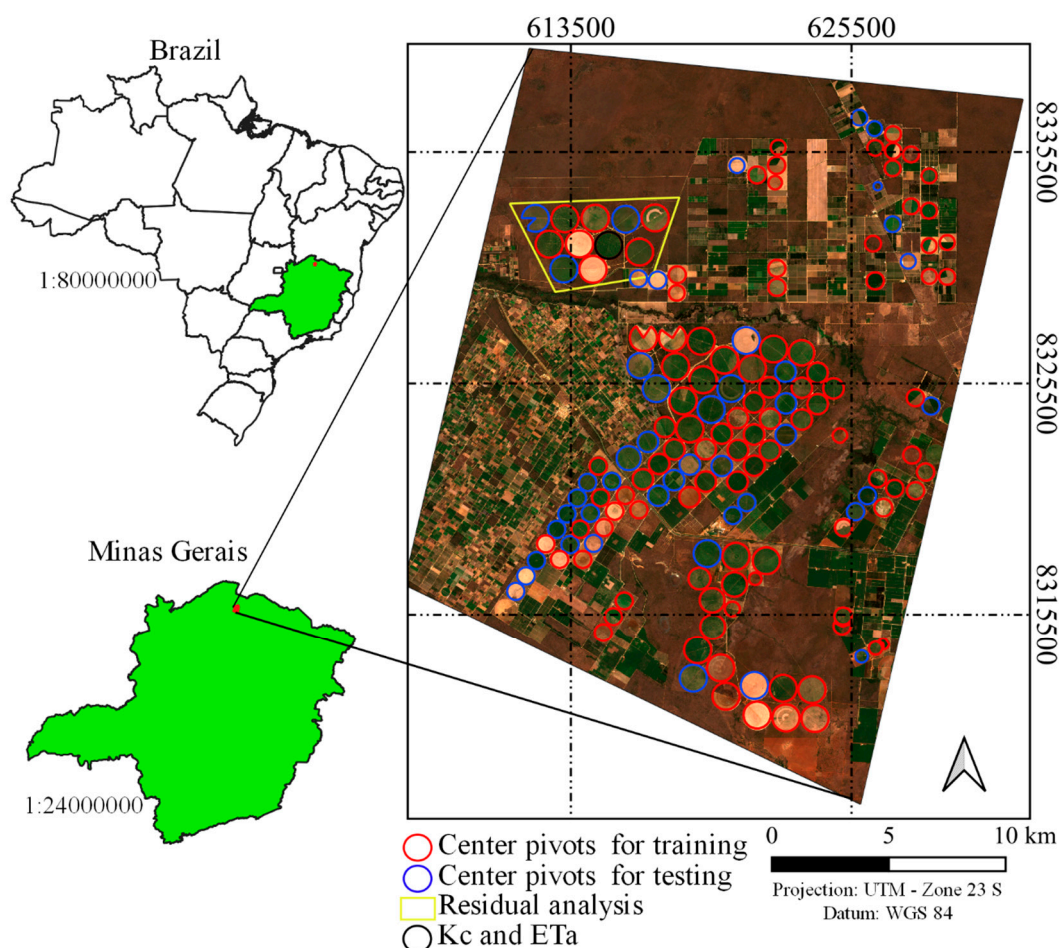 Brazil
1:80000000
Minas Gerais
1:24000000
613500
625500
8335500
8325500
8315500
Center pivots for training
Center pivots for testing
Residual analysis
Kc and ETa
0 5 10 km
Projection: UTM - Zone 23 S
Datum: WGS 84